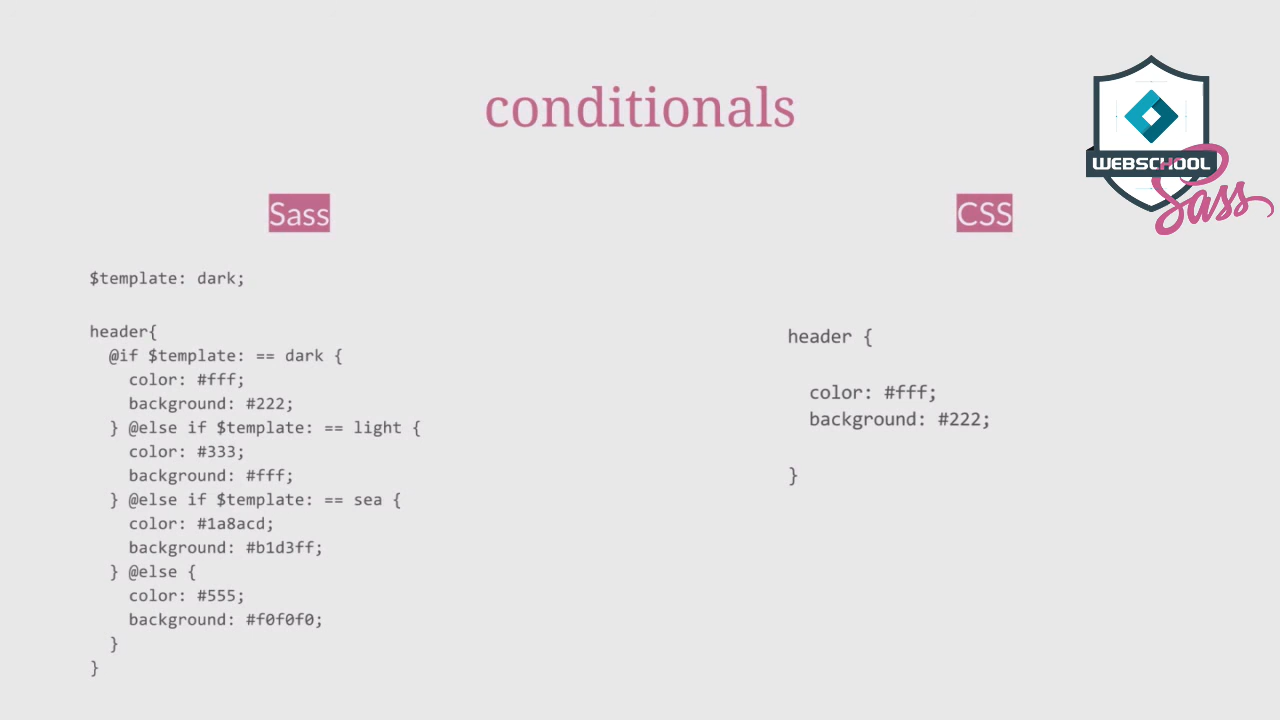 conditionals
WEBSCHOOL
Sass
Sass
CSS
$template: dark;
header{
  @if $template: == dark {
    color: #fff;
    background: #222;
  } @else if $template: == light {
    color: #333;
    background: #fff;
  } @else if $template: == sea {
    color: #1a8acd;
    background: #b1d3ff;
  } @else {
    color: #555;
    background: #f0f0f0;
  }
}
header {
  color: #fff;
  background: #222;
}